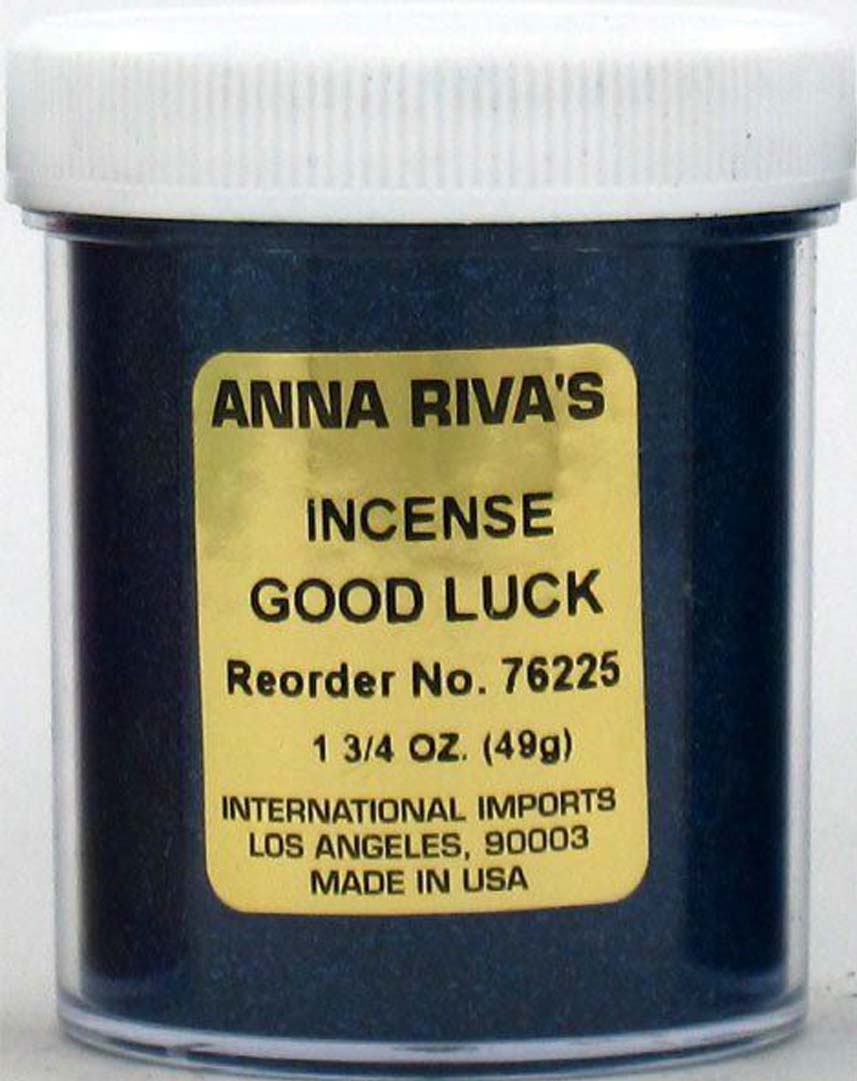 ANNA RIVA'S
INCENSE
GOOD LUCK
Reorder No. 76225
1 3/4 OZ. (49g)
INTERNATIONAL IMPORTS
LOS ANGELES, 90003
MADE IN USA